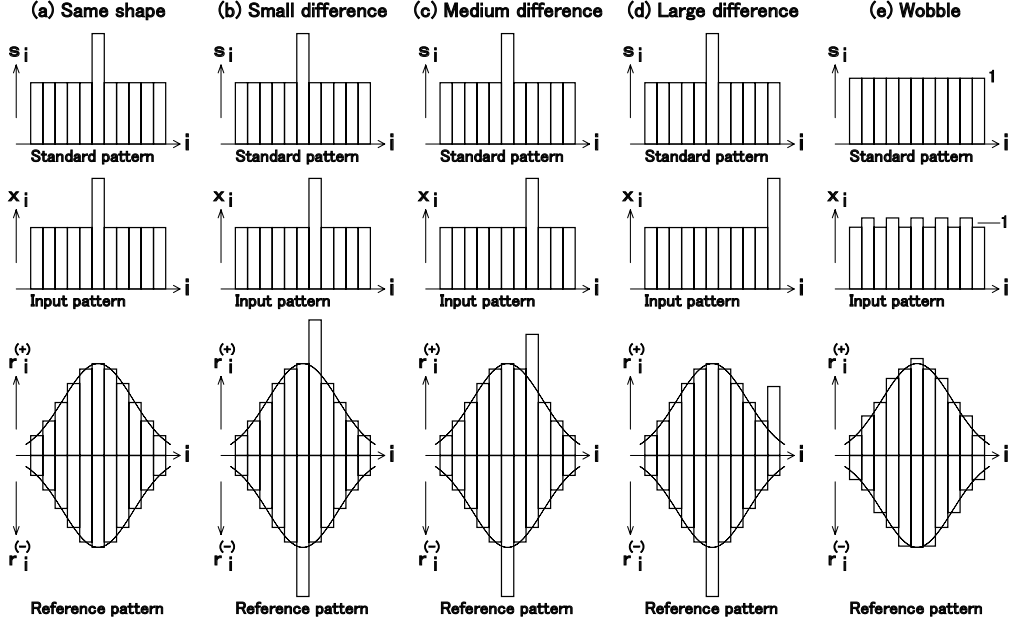 (a) Same shape
(b) Small difference
(c) Medium difference
(d) Large difference
(e) Wobble
s i
s i
s i
s i
s i
1
i
i
i
i
i
Standard pattern
Standard pattern
Standard pattern
Standard pattern
Standard pattern
x i
x i
x i
x i
x i
1
i
i
i
i
i
Input pattern
Input pattern
Input pattern
Input pattern
Input pattern
r i (+)
r i (+)
r i (+)
r i (+)
r i (+)
i
i
i
i
i
r i (-)
r i (-)
r i (-)
r i (-)
r i (-)
Reference pattern
Reference pattern
Reference pattern
Reference pattern
Reference pattern